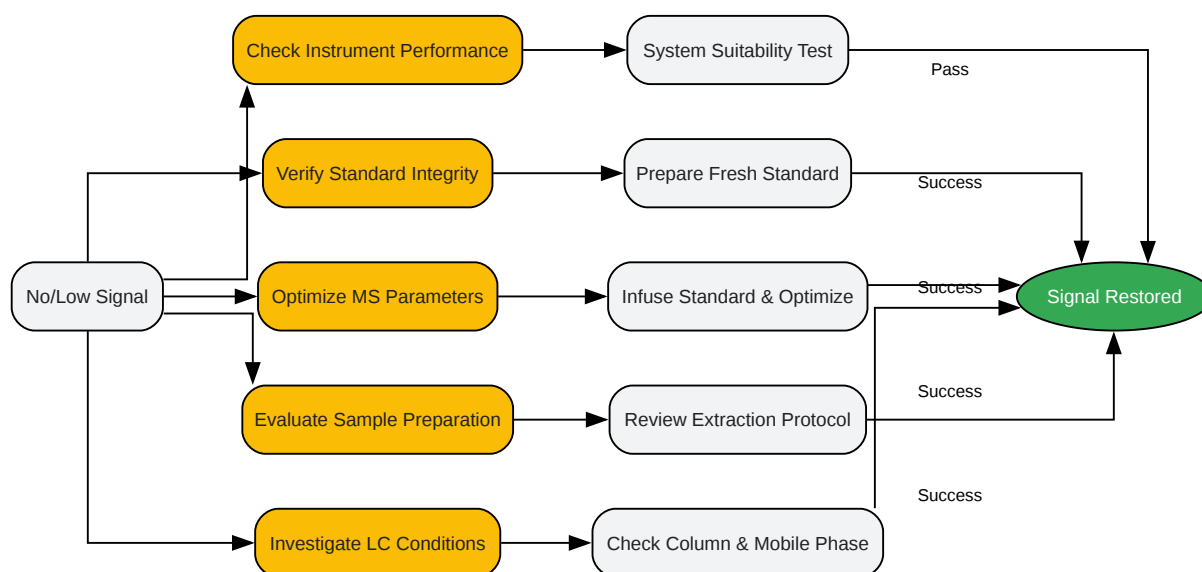 Check Instrument Performance
System Suitability Test
Pass
Verify Standard Integrity
Prepare Fresh Standard
Success
No/Low Signal
Optimize MS Parameters
Infuse Standard & Optimize
Success
Signal Restored
Evaluate Sample Preparation
Review Extraction Protocol
Success
Investigate LC Conditions
Check Column & Mobile Phase
Success